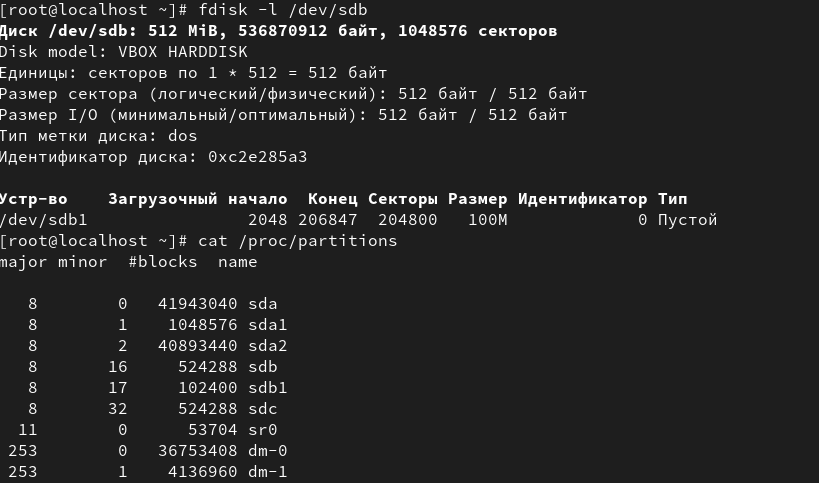 [root@localhost ~]# fdisk -l /dev/sdb
Диск /dev/sdb: 512 MiB, 536870912 байт, 1048576 секторов
Disk model: VBOX HARDDISK
Единицы: секторов по 1 * 512 = 512 байт
Размер сектора (логический/физический): 512 байт / 512 байт
Размер I/O (минимальный/оптимальный): 512 байт / 512 байт
Тип метки диска: dos
Идентификатор диска: 0xc2e285a3
Устр-во    Загрузочный начало  Конец Секторы Размер Идентификатор Тип
/dev/sdb1                2048 206847  204800   100M             0 Пустой
[root@localhost ~]# cat /proc/partitions
major minor  #blocks  name
   8        0   41943040 sda
   8        1    1048576 sda1
   8        2   40893440 sda2
   8       16     524288 sdb
   8       17     102400 sdb1
   8       32     524288 sdc
  11        0      53704 sr0
 253        0   36753408 dm-0
 253        1    4136960 dm-1